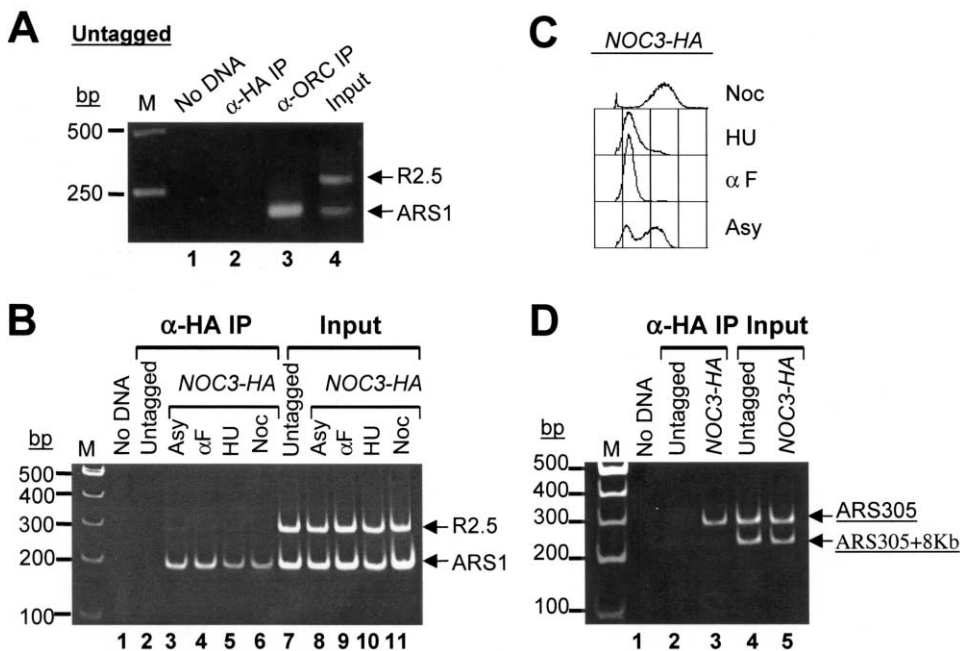 A
Untagged
bp
M
No DNA
α-HA IP
α-ORC IP
Input
500
250
R2.5
ARS1
1 2 3 4
C
NOC3-HA
Noc
HU
α F
Asy
B
α-HA IP Input
NOC3-HA NOC3-HA
bp
M
No DNA
Untagged
Asy
αF
HU
Noc
Untagged
Asy
αF
HU
Noc
500
400
300
200
100
R2.5
ARS1
1 2 3 4 5 6 7 8 9 10 11
D
α-HA IP Input
bp
M
No DNA
Untagged
NOC3-HA
Untagged
NOC3-HA
500
400
300
200
100
ARS305
ARS305+8Kb
1 2 3 4 5